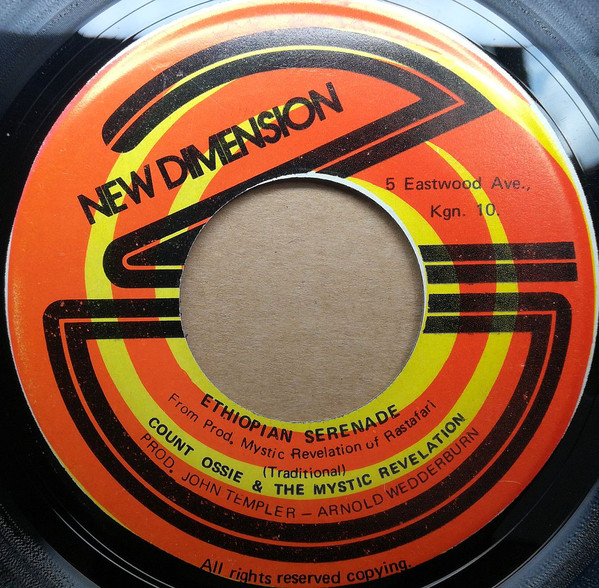 NEW DIMENSION
5 Eastwood Ave.,
Kgn. 10.
ETHIOPIAN SERENADE
From Prod. Mystic Revelation of Rastafari
(Traditional)
COUNT OSSIE & THE MYSTIC REVELATION
PROD. JOHN TEMPLER – ARNOLD WEDDERBURN
All rights reserved copying.